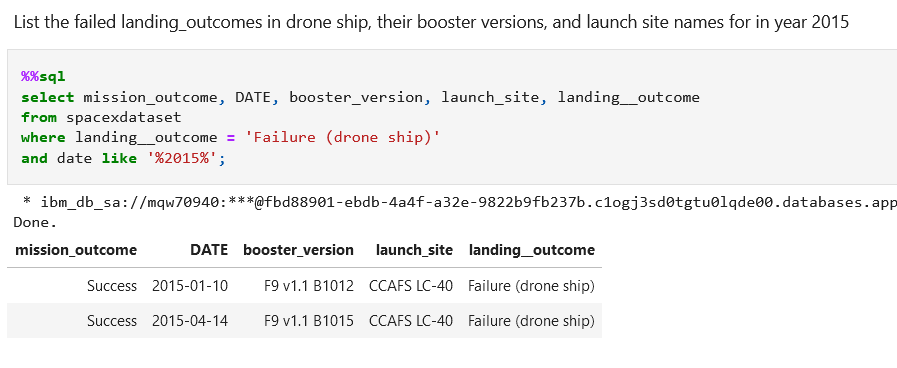 List the failed landing_outcomes in drone ship, their booster versions, and launch site names for in year 2015
%%sql
select mission_outcome, DATE, booster_version, launch_site, landing__outcome
from spacexdataset
where landing__outcome = 'Failure (drone ship)'
and date like '%2015%';
* ibm_db_sa://mqw70940:***@fbd88901-ebdb-4a4f-a32e-9822b9fb237b.c1ogj3sd0tgtu0lqde00.databases.app
Done.
mission_outcome DATE booster_version launch_site landing__outcome
Success 2015-01-10 F9 v1.1 B1012 CCAFS LC-40 Failure (drone ship)
Success 2015-04-14 F9 v1.1 B1015 CCAFS LC-40 Failure (drone ship)